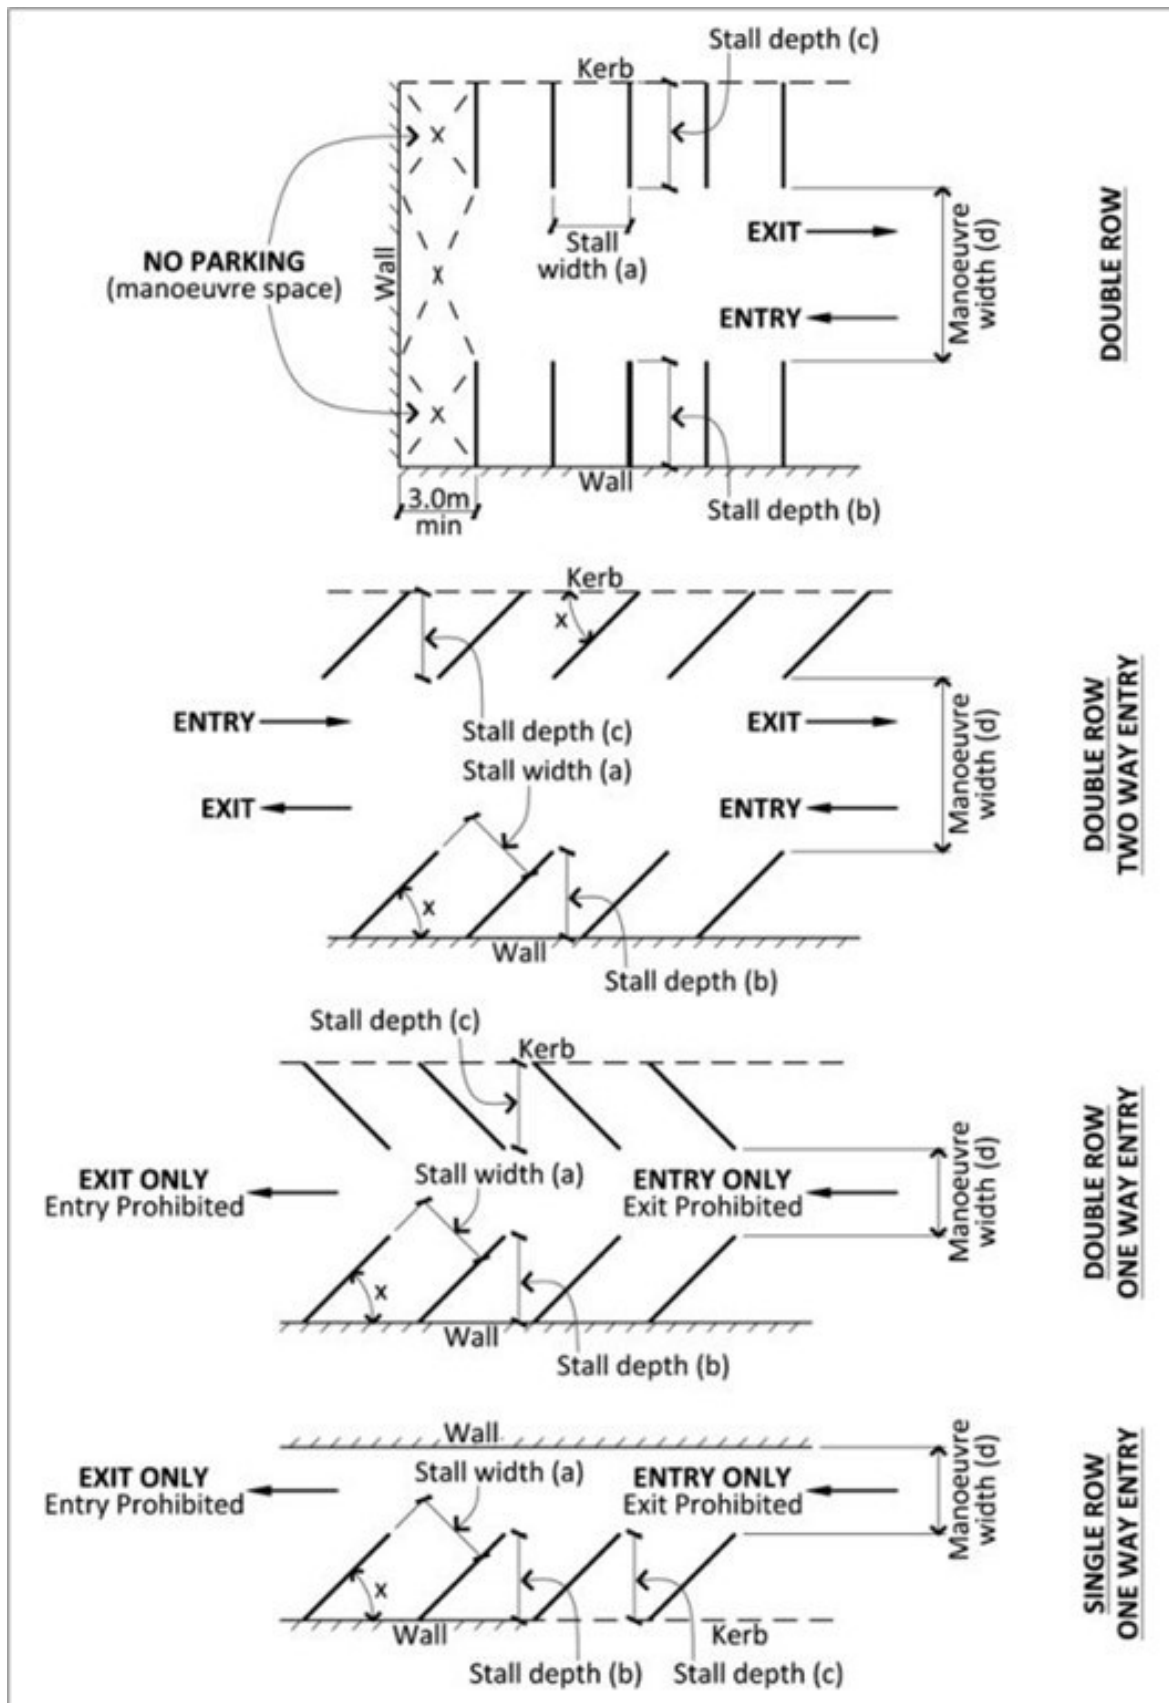 Stall depth (c)
Kerb
x
NO PARKING
(manoeuvre space)
Wall
x
Stall
width (a)
EXIT
ENTRY
Manoeuvre
width (d)
DOUBLE ROW
x
Wall
3.0m
min
Stall depth (b)
Kerb
x
ENTRY
EXIT
Stall depth (c)
Stall width (a)
EXIT
ENTRY
Manoeuvre
width (d)
DOUBLE ROW
TWO WAY ENTRY
x
Wall
Stall depth (b)
Stall depth (c)
Kerb
EXIT ONLY
Entry Prohibited
Stall width (a)
ENTRY ONLY
Exit Prohibited
Manoeuvre
width (d)
DOUBLE ROW
ONE WAY ENTRY
x
Wall
Stall depth (b)
Wall
EXIT ONLY
Entry Prohibited
Stall width (a)
ENTRY ONLY
Exit Prohibited
Manoeuvre
width (d)
SINGLE ROW
ONE WAY ENTRY
x
Wall
Kerb
Stall depth (b)
Stall depth (c)